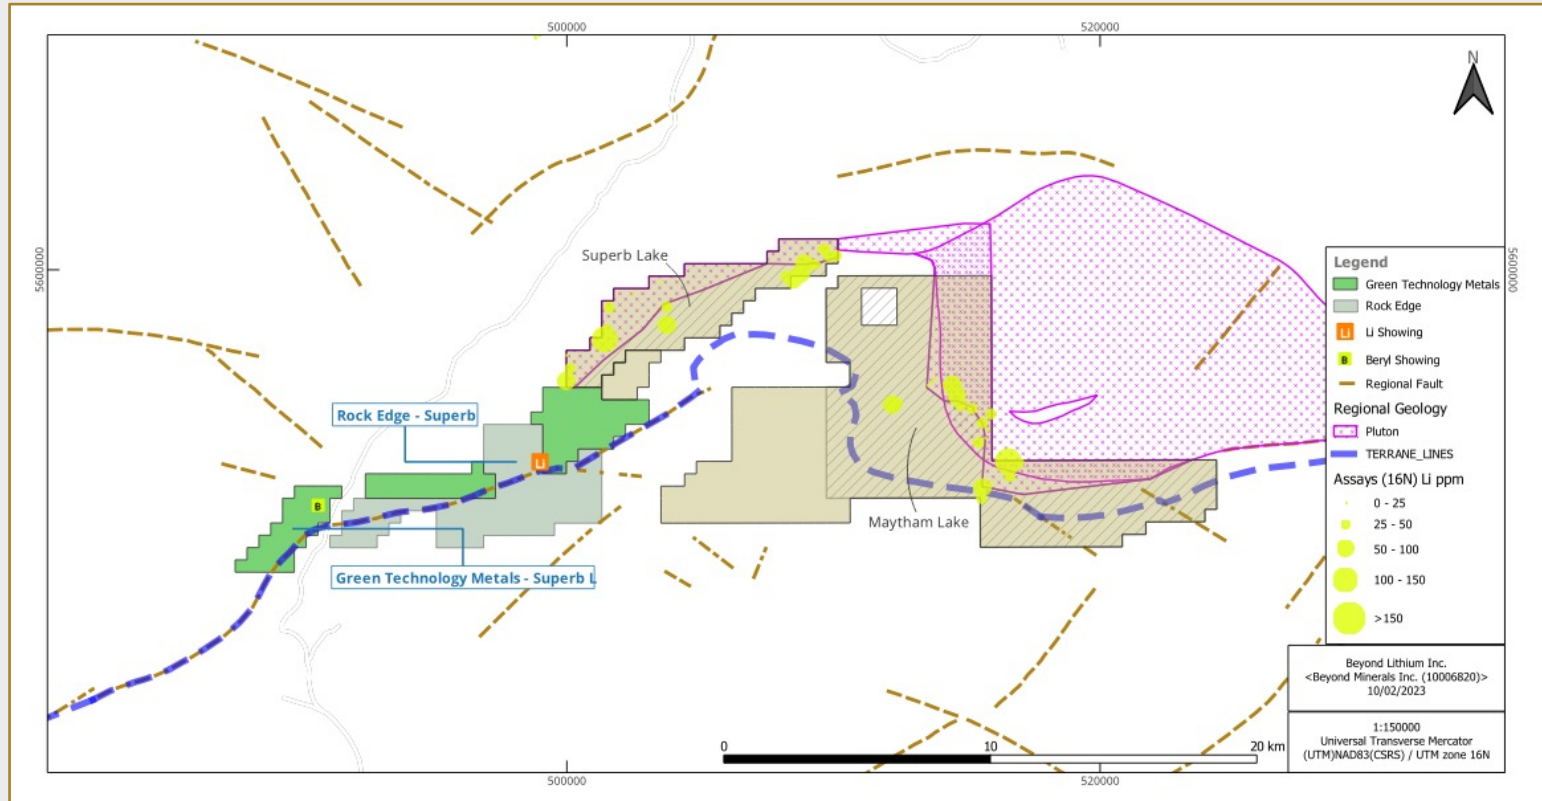 500000
520000
N
5600000
5600000
Superb Lake
Rock Edge - Superb
Li
B
Maytham Lake
Green Technology Metals - Superb L
Legend
Green Technology Metals
Rock Edge
Li
Li Showing
B
Beryl Showing
Regional Fault
Regional Geology
Pluton
TERRANE_LINES
Assays (16N) Li ppm
0 - 25
25 - 50
50 - 100
100 - 150
>150
Beyond Lithium Inc.
<Beyond Minerals Inc. (10006820)>
10/02/2023
1:150000
Universal Transverse Mercator
(UTM)NAD83(CSRS) / UTM zone 16N
0
10
20 km
500000
520000